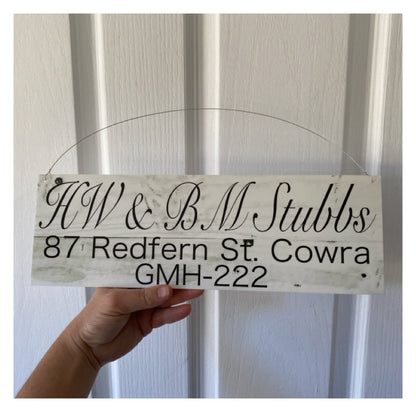 HW & BM Stubbs
87 Redfern St. Cowra
GMH-222